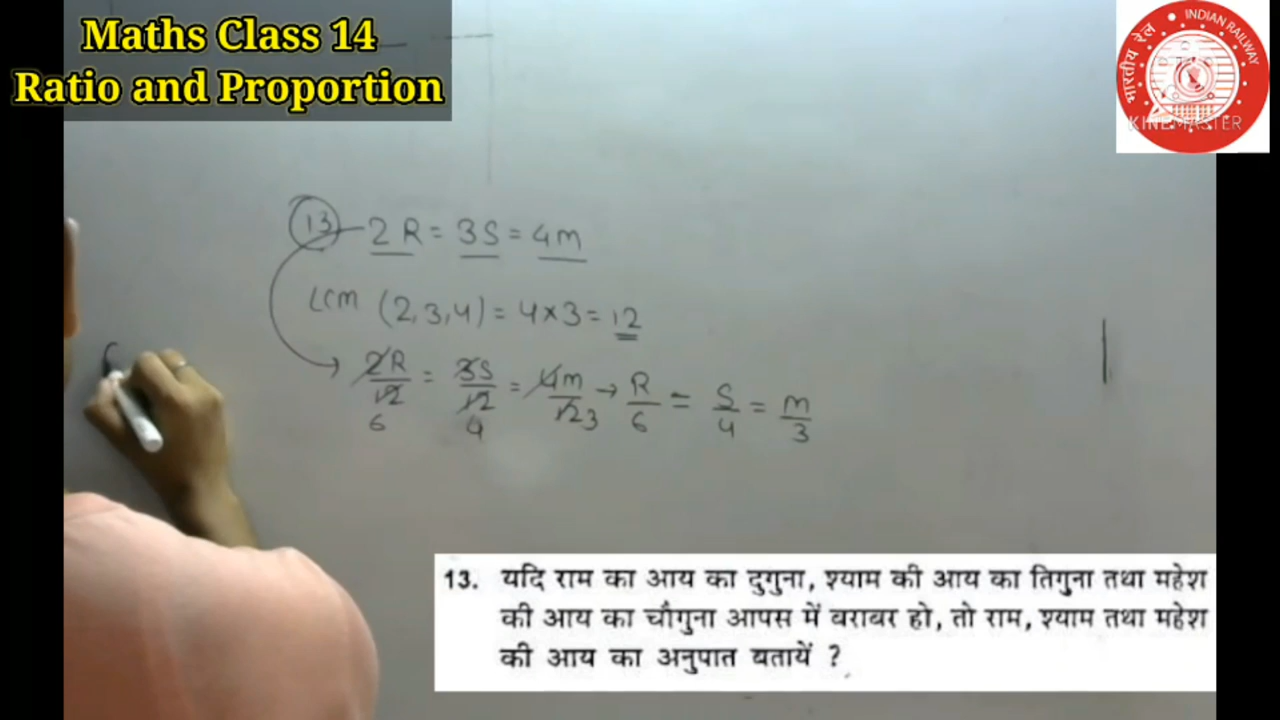 Maths Class 14
Ratio and Proportion
भारतीय रेल INDIAN RAILWAY
KINEMASTER
13 2R = 3S = 4m
LCM (2,3,4) = 4×3 = 12
2R/12 = 3S/12 = 4m/12 → R/6 = S/4 = m/3
6 4 3
13. यदि राम का आय का दुगुना, श्याम की आय का तिगुना तथा महेश
की आय का चौगुना आपस में बराबर हो, तो राम, श्याम तथा महेश
की आय का अनुपात बतायें ?